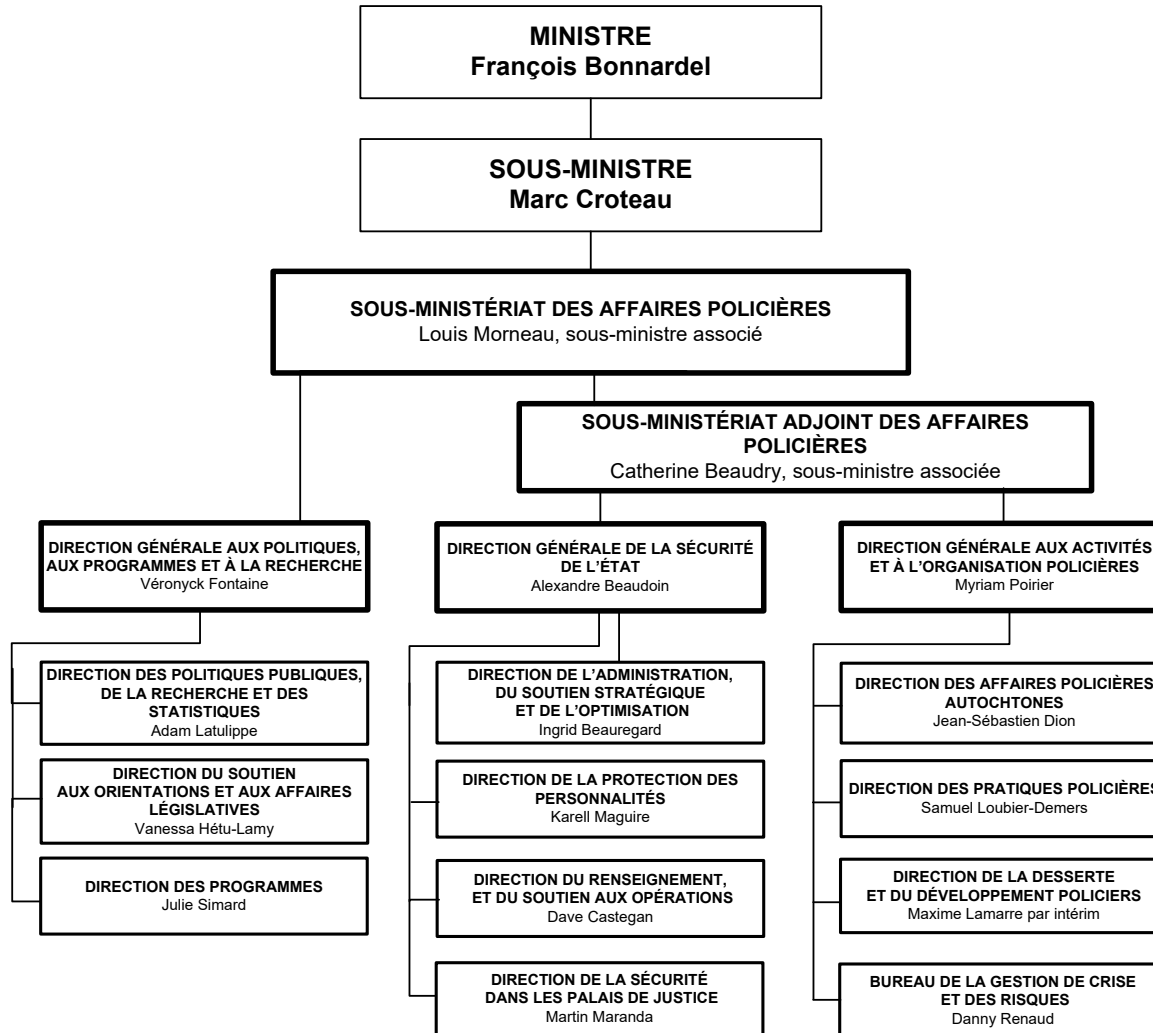 MINISTRE
François Bonnardel
SOUS-MINISTRE
Marc Croteau
SOUS-MINISTÉRIAT DES AFFAIRES POLICIÈRES
Louis Morneau, sous-ministre associé
SOUS-MINISTÉRIAT ADJOINT DES AFFAIRES
POLICIÈRES
Catherine Beaudry, sous-ministre associée
DIRECTION GÉNÉRALE AUX POLITIQUES,
AUX PROGRAMMES ET À LA RECHERCHE
Véronyck Fontaine
DIRECTION DES POLITIQUES PUBLIQUES,
DE LA RECHERCHE ET DES
STATISTIQUES
Adam Latulippe
DIRECTION DU SOUTIEN
AUX ORIENTATIONS ET AUX AFFAIRES
LÉGISLATIVES
Vanessa Hétu-Lamy
DIRECTION DES PROGRAMMES
Julie Simard
DIRECTION GÉNÉRALE DE LA SÉCURITÉ
DE L'ÉTAT
Alexandre Beaudoin
DIRECTION DE L'ADMINISTRATION,
DU SOUTIEN STRATÉGIQUE
ET DE L'OPTIMISATION
Ingrid Beauregard
DIRECTION DE LA PROTECTION DES
PERSONNALITÉS
Karell Maguire
DIRECTION DU RENSEIGNEMENT,
ET DU SOUTIEN AUX OPÉRATIONS
Dave Castegan
DIRECTION DE LA SÉCURITÉ
DANS LES PALAIS DE JUSTICE
Martin Maranda
DIRECTION GÉNÉRALE AUX ACTIVITÉS
ET À L'ORGANISATION POLICIÈRES
Myriam Poirier
DIRECTION DES AFFAIRES POLICIÈRES
AUTOCHTONES
Jean-Sébastien Dion
DIRECTION DES PRATIQUES POLICIÈRES
Samuel Loubier-Demers
DIRECTION DE LA DESSERTE
ET DU DÉVELOPPEMENT POLICIERS
Maxime Lamarre par intérim
BUREAU DE LA GESTION DE CRISE
ET DES RISQUES
Danny Renaud